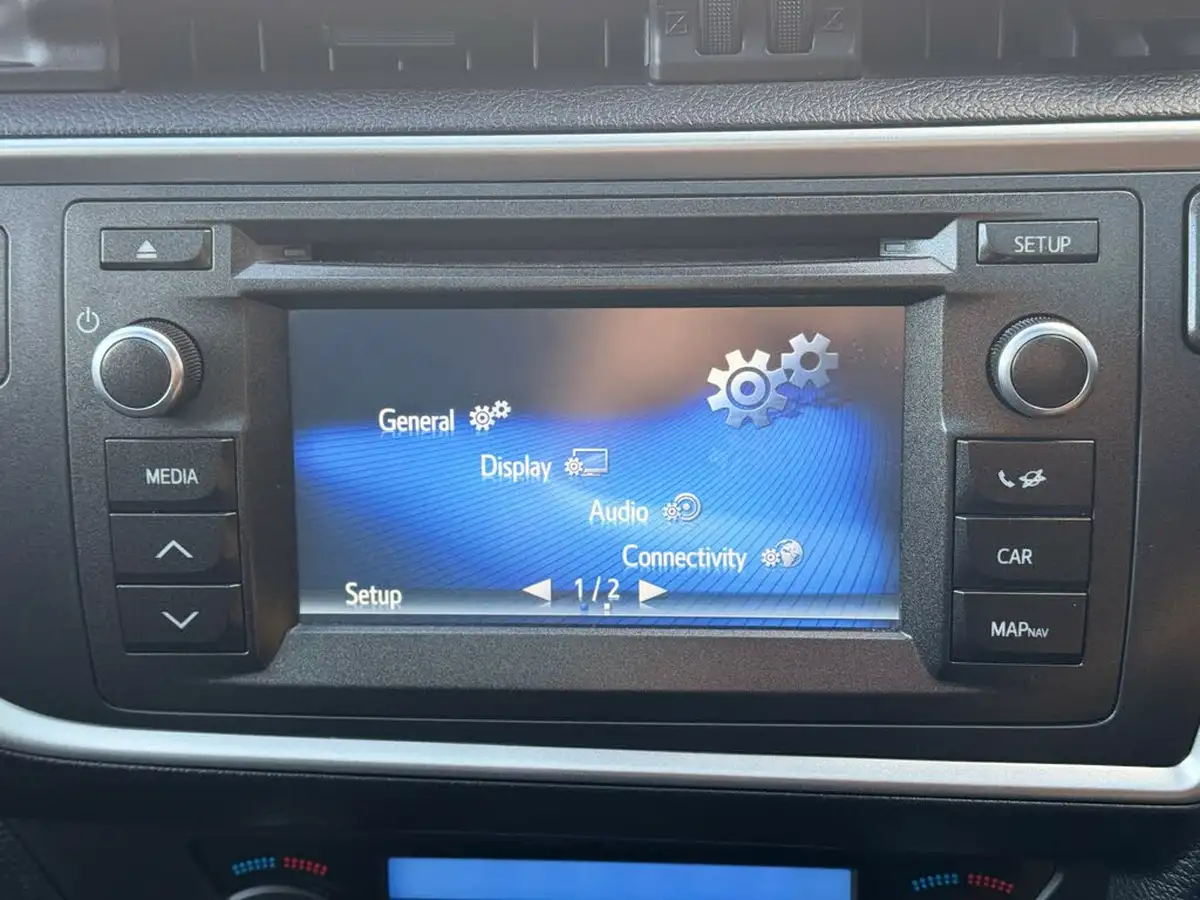 SETUP
General
MEDIA
Display
Audio
Connectivity
CAR
Setup
1/2
MAPNAV